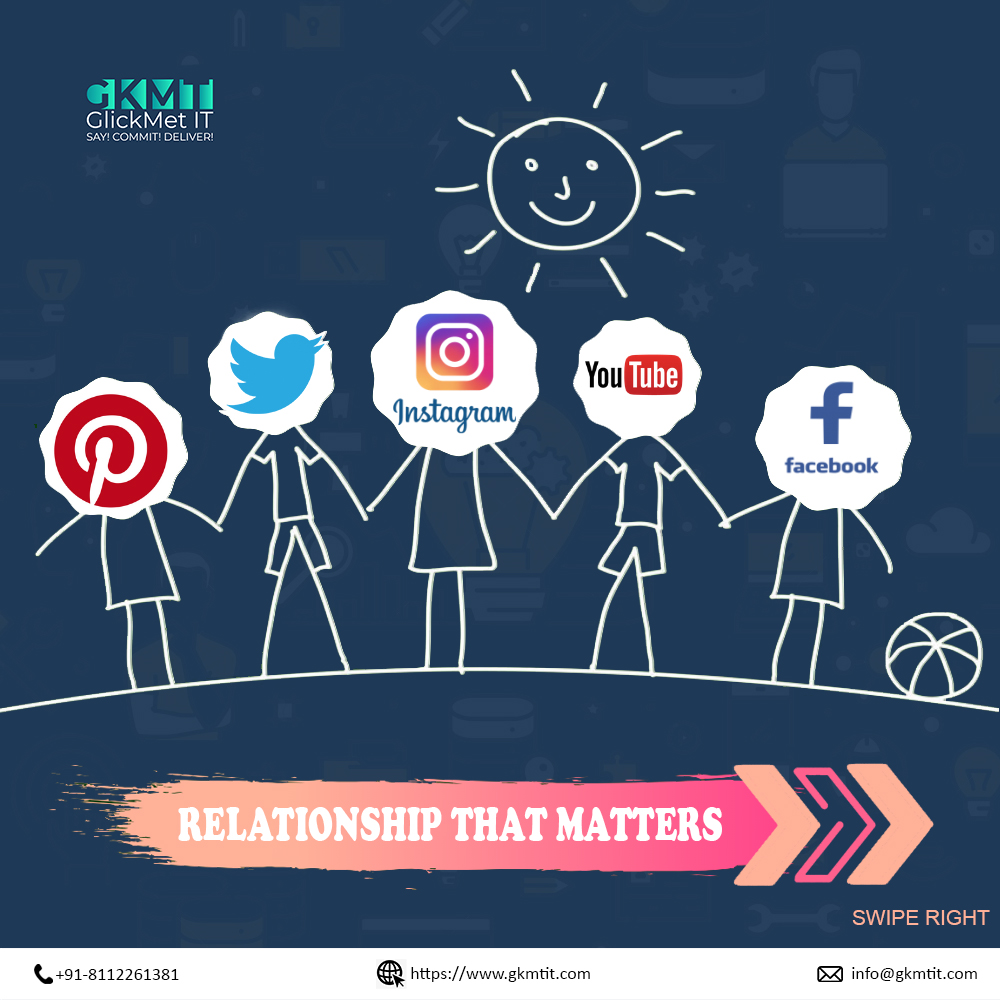 GKMIT
GlickMet IT
SAY! COMMIT! DELIVER!
Instagram
YouTube
facebook
RELATIONSHIP THAT MATTERS
SWIPE RIGHT
+91-8112261381
https://www.gkmtit.com
info@gkmtit.com